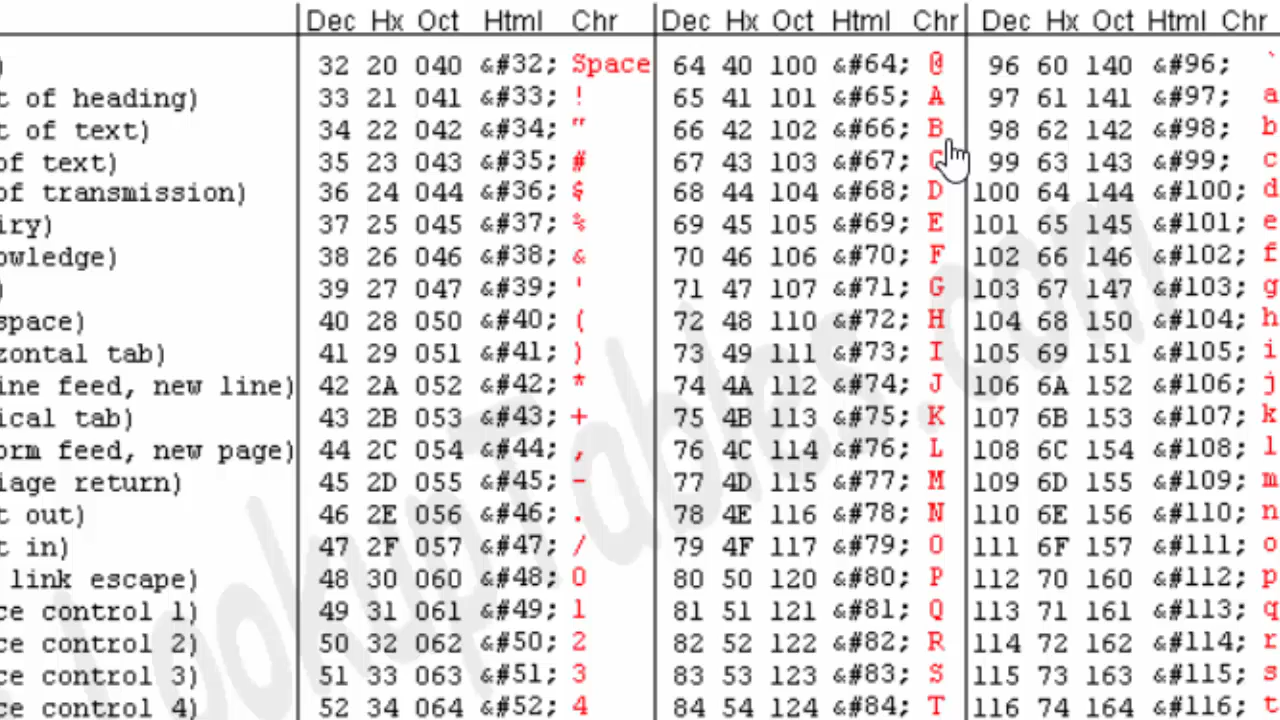 Dec Hx Oct Html Chr Dec Hx Oct Html Chr Dec Hx Oct Html Chr
) 32 20 040 &#32; Space 64 40 100 &#64; @ 96 60 140 &#96; `
t of heading) 33 21 041 &#33; ! 65 41 101 &#65; A 97 61 141 &#97; a
t of text) 34 22 042 &#34; " 66 42 102 &#66; B 98 62 142 &#98; b
of text) 35 23 043 &#35; # 67 43 103 &#67; C 99 63 143 &#99; c
of transmission) 36 24 044 &#36; $ 68 44 104 &#68; D 100 64 144 &#100; d
iry) 37 25 045 &#37; % 69 45 105 &#69; E 101 65 145 &#101; e
owledge) 38 26 046 &#38; & 70 46 106 &#70; F 102 66 146 &#102; f
) 39 27 047 &#39; ' 71 47 107 &#71; G 103 67 147 &#103; g
space) 40 28 050 &#40; ( 72 48 110 &#72; H 104 68 150 &#104; h
zontal tab) 41 29 051 &#41; ) 73 49 111 &#73; I 105 69 151 &#105; i
ine feed, new line) 42 2A 052 &#42; * 74 4A 112 &#74; J 106 6A 152 &#106; j
ical tab) 43 2B 053 &#43; + 75 4B 113 &#75; K 107 6B 153 &#107; k
orm feed, new page) 44 2C 054 &#44; , 76 4C 114 &#76; L 108 6C 154 &#108; l
iage return) 45 2D 055 &#45; - 77 4D 115 &#77; M 109 6D 155 &#109; m
t out) 46 2E 056 &#46; . 78 4E 116 &#78; N 110 6E 156 &#110; n
t in) 47 2F 057 &#47; / 79 4F 117 &#79; O 111 6F 157 &#111; o
link escape) 48 30 060 &#48; 0 80 50 120 &#80; P 112 70 160 &#112; p
ce control 1) 49 31 061 &#49; 1 81 51 121 &#81; Q 113 71 161 &#113; q
ce control 2) 50 32 062 &#50; 2 82 52 122 &#82; R 114 72 162 &#114; r
ce control 3) 51 33 063 &#51; 3 83 53 123 &#83; S 115 73 163 &#115; s
ce control 4) 52 34 064 &#52; 4 84 54 124 &#84; T 116 74 164 &#116; t
LookupTables.com